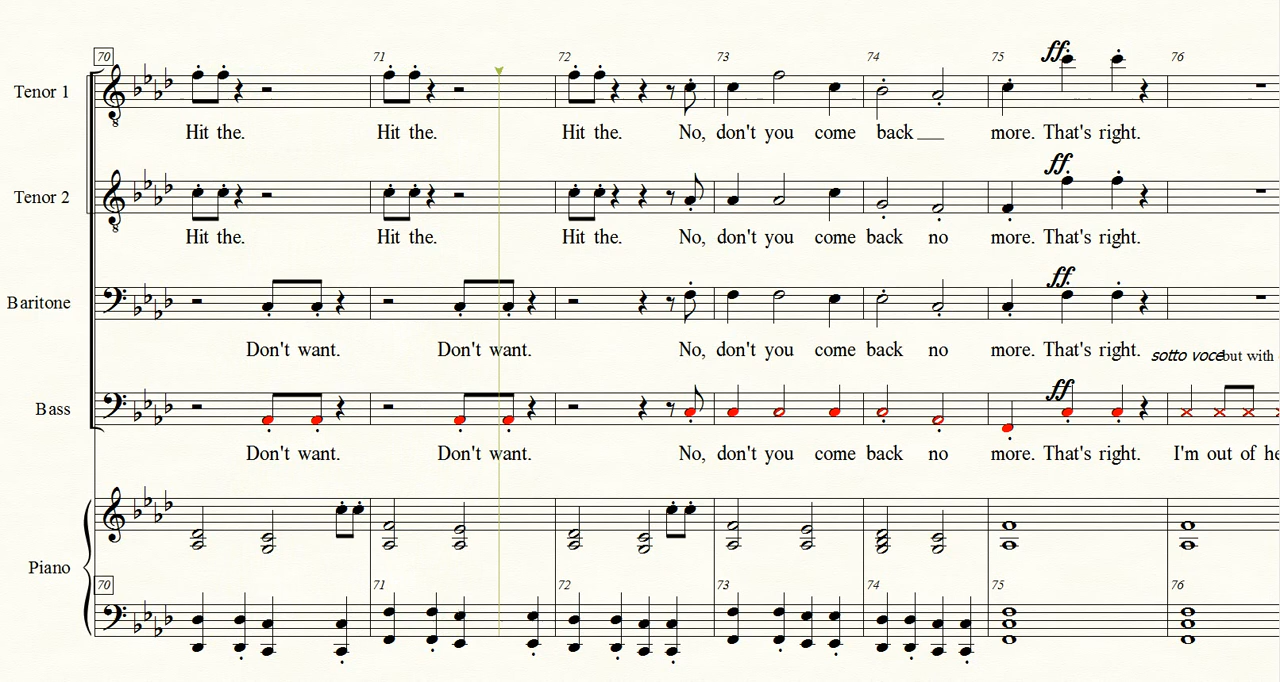 70 71 72 73 74 75 76
ff
Tenor 1
Hit the. Hit the. Hit the. No, don't you come back___ more. That's right.
ff
Tenor 2
Hit the. Hit the. Hit the. No, don't you come back no more. That's right.
ff
Baritone
Don't want. Don't want. No, don't you come back no more. That's right.
sotto voce but with
ff
Bass
Don't want. Don't want. No, don't you come back no more. That's right. I'm out of he
Piano
70 71 72 73 74 75 76